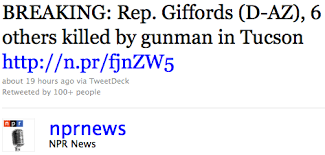 BREAKING: Rep. Giffords (D-AZ), 6
others killed by gunman in Tucson
http://n.pr/fjnZW5
about 19 hours ago via TweetDeck
Retweeted by 100+ people
n p r
nprnews
NPR News